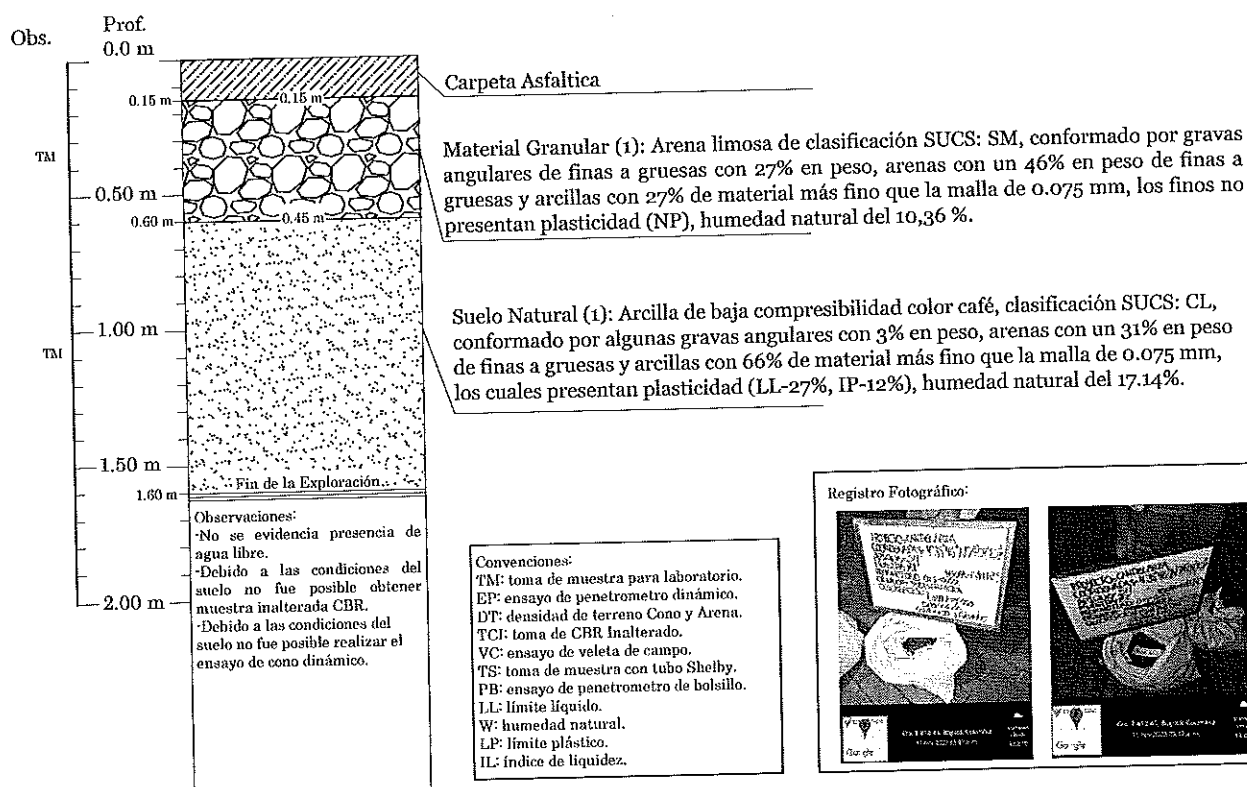 Obs.
Prof.
0.0 m
0.15 m
0.15 m
TM
0.50 m
0.60 m
0.45 m
1.00 m
TM
1.50 m
Fin de la Exploración
1.60 m
2.00 m
Carpeta Asfaltica
Material Granular (1): Arena limosa de clasificación SUCS: SM, conformado por gravas
angulares de finas a gruesas con 27% en peso, arenas con un 46% en peso de finas a
gruesas y arcillas con 27% de material más fino que la malla de 0.075 mm, los finos no
presentan plasticidad (NP), humedad natural del 10,36 %.
Suelo Natural (1): Arcilla de baja compresibilidad color café, clasificación SUCS: CL,
conformado por algunas gravas angulares con 3% en peso, arenas con un 31% en peso
de finas a gruesas y arcillas con 66% de material más fino que la malla de 0.075 mm,
los cuales presentan plasticidad (LL-27%, IP-12%), humedad natural del 17.14%.
Observaciones:
-No se evidencia presencia de
agua libre.
-Debido a las condiciones del
suelo no fue posible obtener
muestra inalterada CBR.
-Debido a las condiciones del
suelo no fue posible realizar el
ensayo de cono dinámico.
Convenciones:
TM: toma de muestra para laboratorio.
EP: ensayo de penetrometro dinámico.
DT: densidad de terreno Cono y Arena.
TCI: toma de CBR Inalterado.
VC: ensayo de veleta de campo.
TS: toma de muestra con tubo Shelby.
PB: ensayo de penetrometro de bolsillo.
LL: límite líquido.
W: humedad natural.
LP: límite plástico.
IL: índice de liquidez.
Registro Fotográfico:
Google
Google